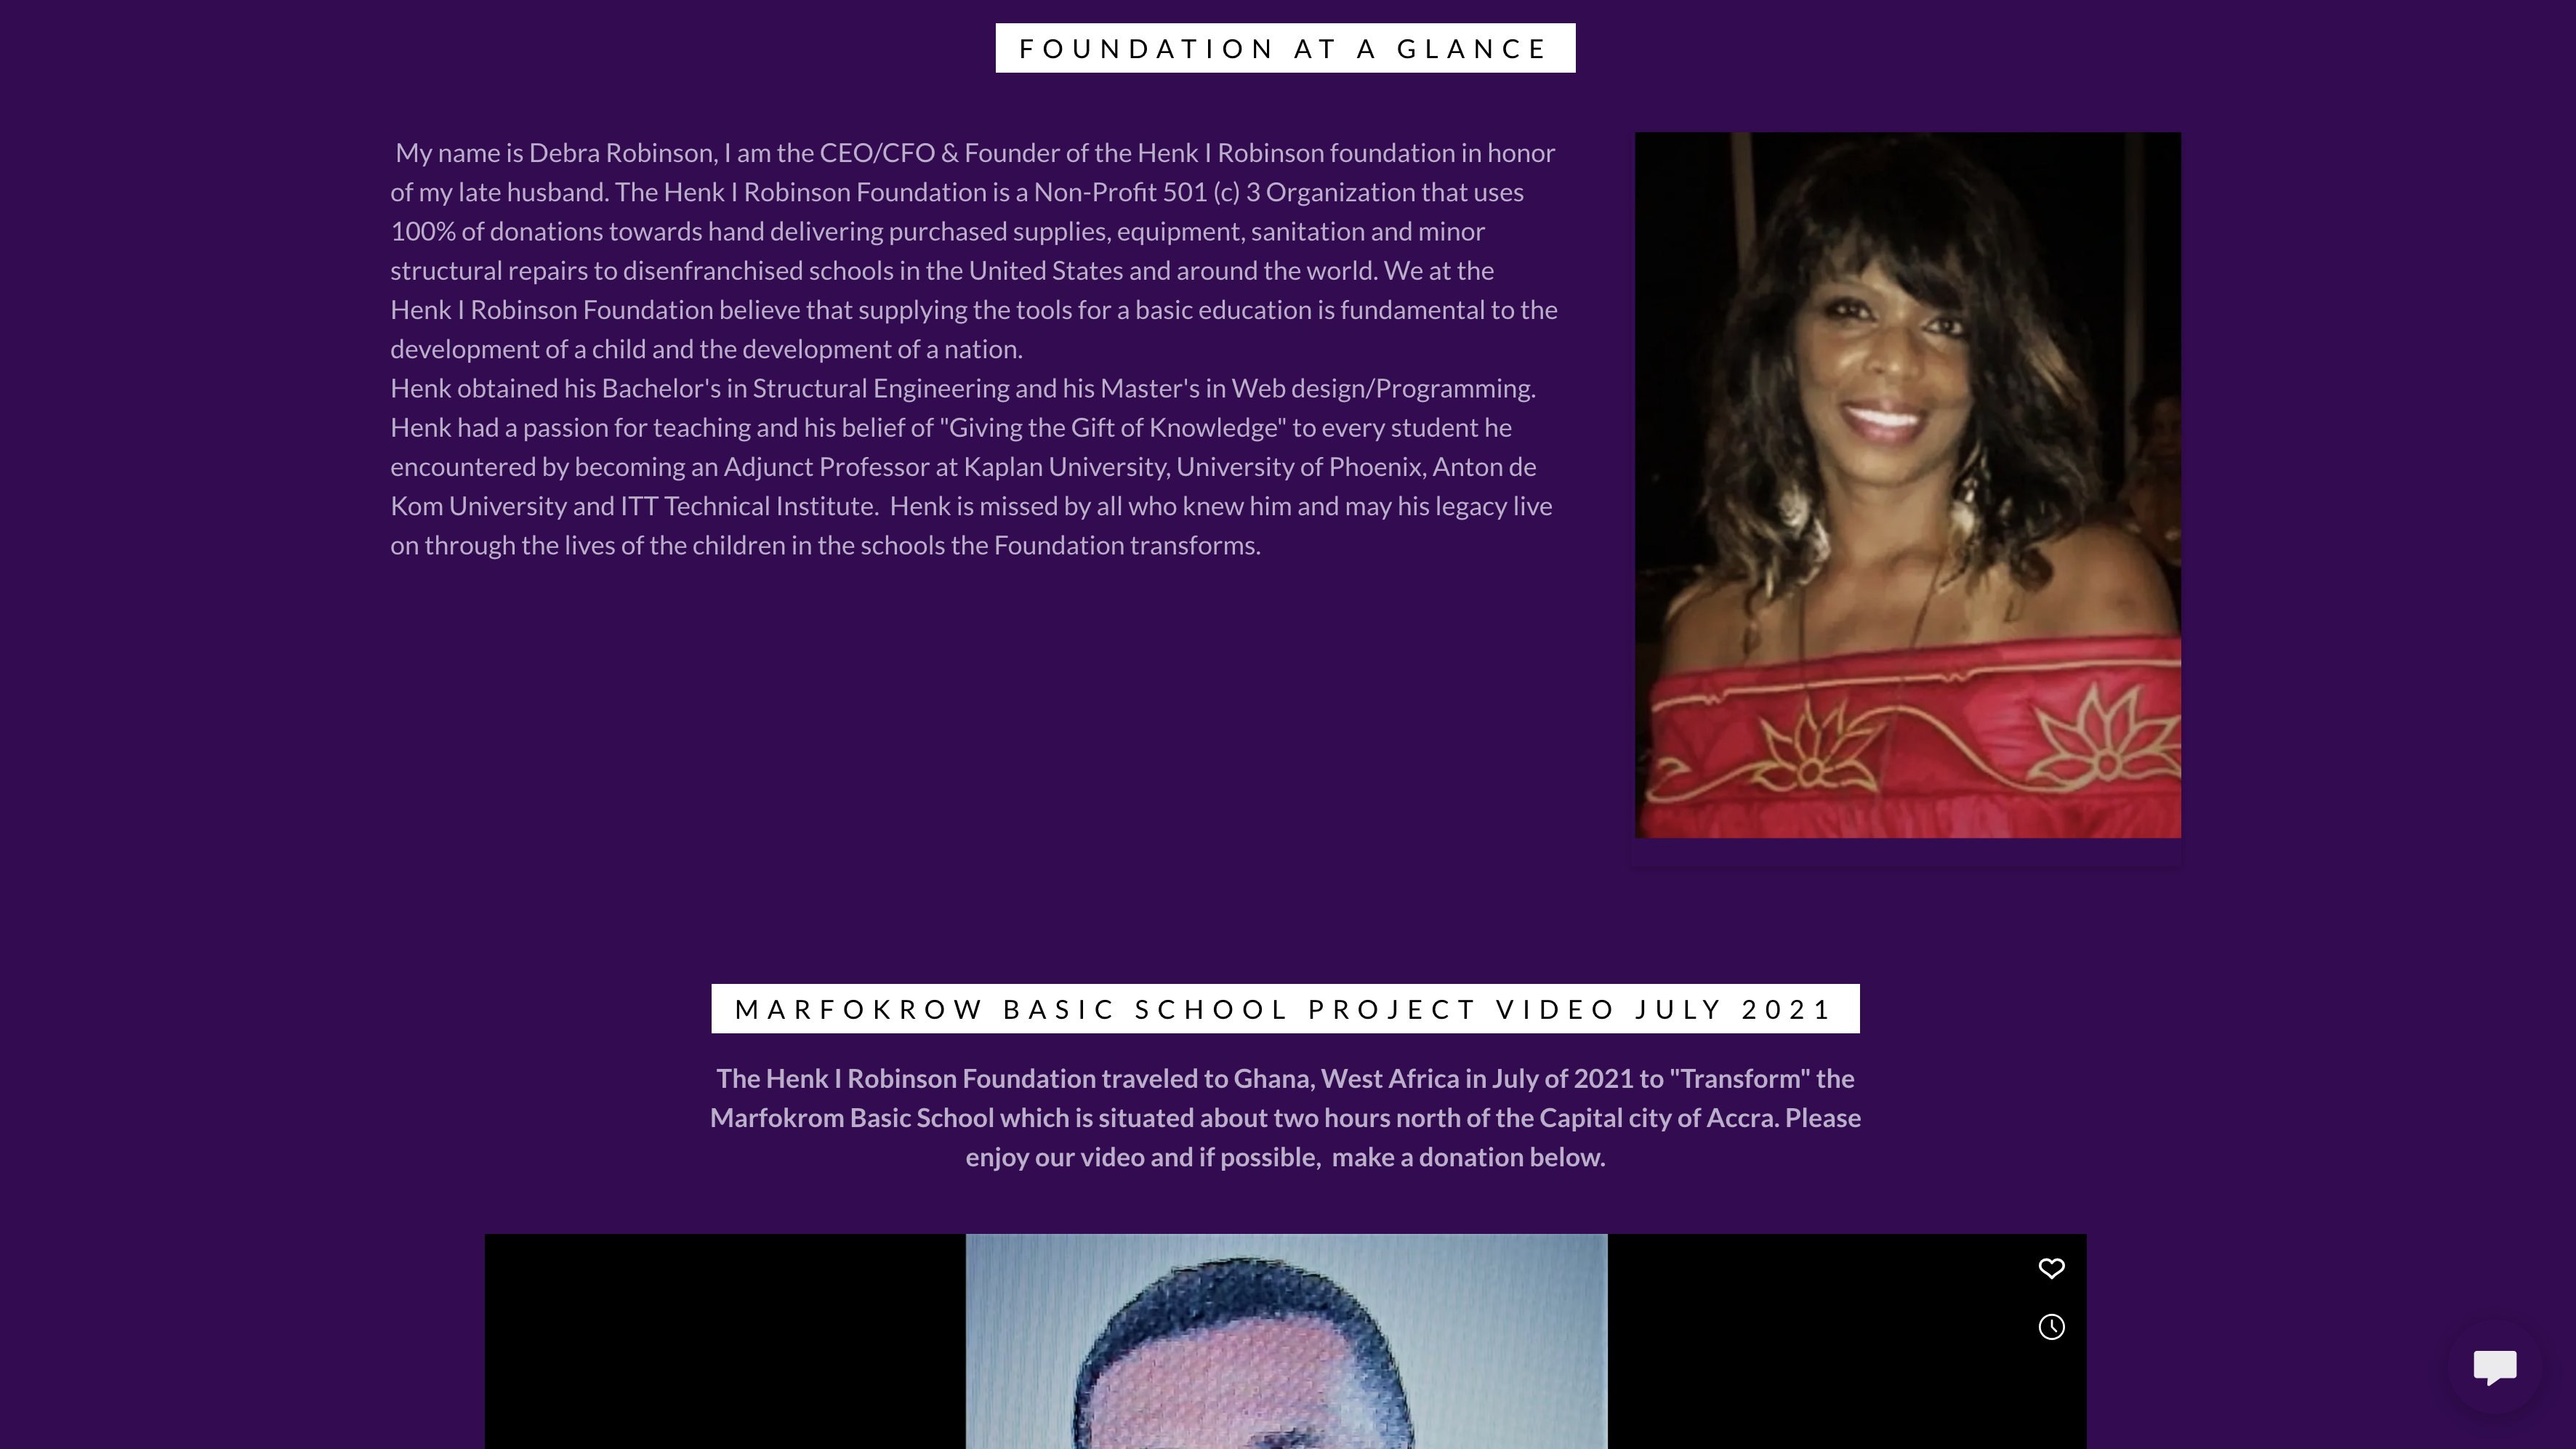 FOUNDATION AT A GLANCE
My name is Debra Robinson, I am the CEO/CFO & Founder of the Henk I Robinson foundation in honor
of my late husband. The Henk I Robinson Foundation is a Non-Profit 501 (c) 3 Organization that uses
100% of donations towards hand delivering purchased supplies, equipment, sanitation and minor
structural repairs to disenfranchised schools in the United States and around the world. We at the
Henk I Robinson Foundation believe that supplying the tools for a basic education is fundamental to the
development of a child and the development of a nation.
Henk obtained his Bachelor's in Structural Engineering and his Master's in Web design/Programming.
Henk had a passion for teaching and his belief of "Giving the Gift of Knowledge" to every student he
encountered by becoming an Adjunct Professor at Kaplan University, University of Phoenix, Anton de
Kom University and ITT Technical Institute.  Henk is missed by all who knew him and may his legacy live
on through the lives of the children in the schools the Foundation transforms.
MARFOKROW BASIC SCHOOL PROJECT VIDEO JULY 2021
The Henk I Robinson Foundation traveled to Ghana, West Africa in July of 2021 to "Transform" the
Marfokrom Basic School which is situated about two hours north of the Capital city of Accra. Please
enjoy our video and if possible,  make a donation below.